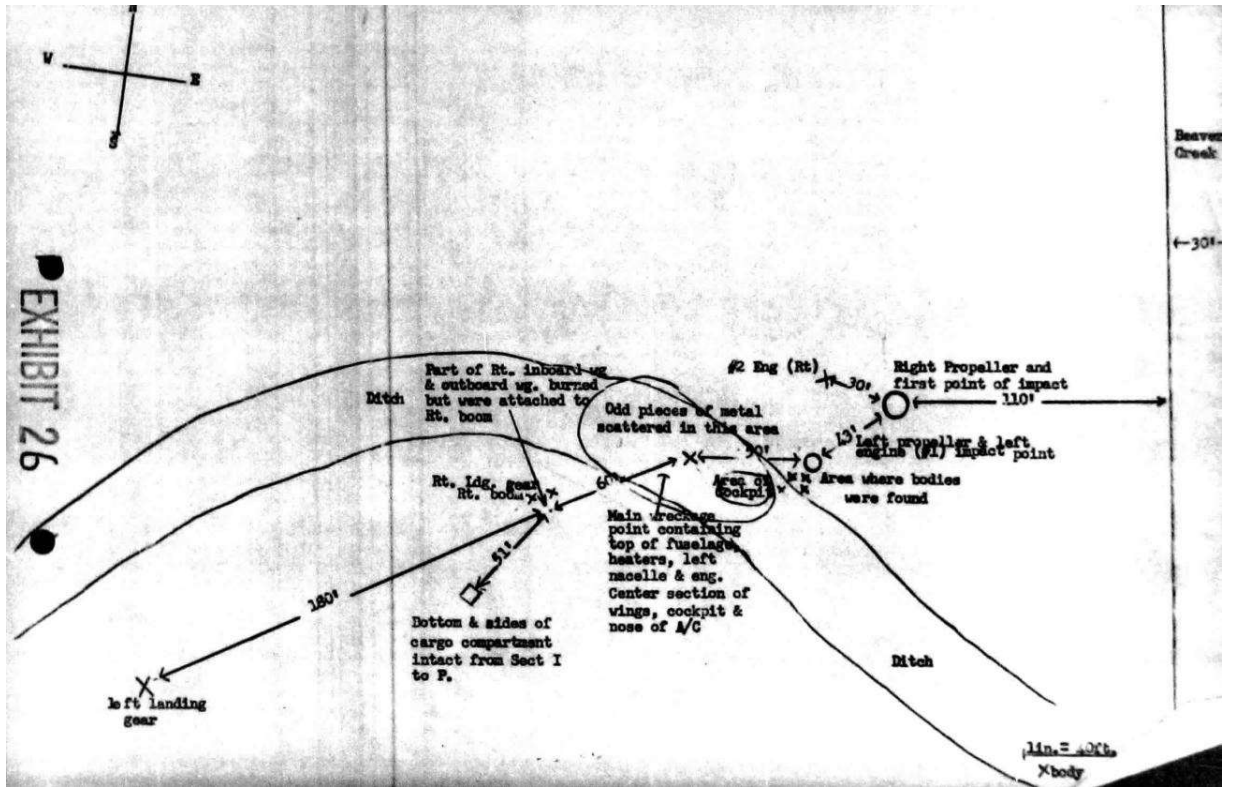 N
W
E
S
EXHIBIT 26
Beaver
Creek
←30'-
Part of Rt. inboard wg
& outboard wg. burned
but were attached to
Rt. boom
Ditch
Odd pieces of metal
scattered in this area
#2 Eng (Rt)
30'
Right Propeller and
first point of impact
110'
13'
Left propeller & left
engine (#1) impact point
90'
Area where bodies
were found
Area of
Cockpit
Rt. Ldg. gear
Rt. boom
Main wreckage
point containing
top of fuselage,
heaters, left
nacelle & eng.
Center section of
wings, cockpit &
nose of A/C
51'
180'
Bottom & sides of
cargo compartment
intact from Sect I
to P.
left landing
gear
Ditch
1in.= 40ft.
X body